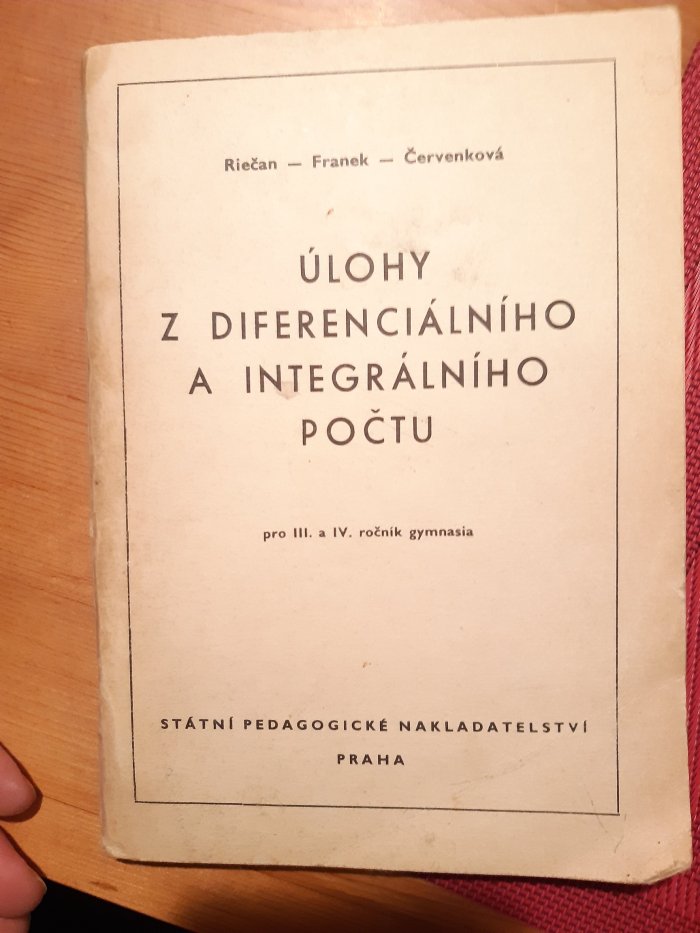 Riečan — Franek — Červenková
ÚLOHY
Z DIFERENCIÁLNÍHO
A INTEGRÁLNÍHO
POČTU
pro III. a IV. ročník gymnasia
STÁTNÍ PEDAGOGICKÉ NAKLADATELSTVÍ
PRAHA